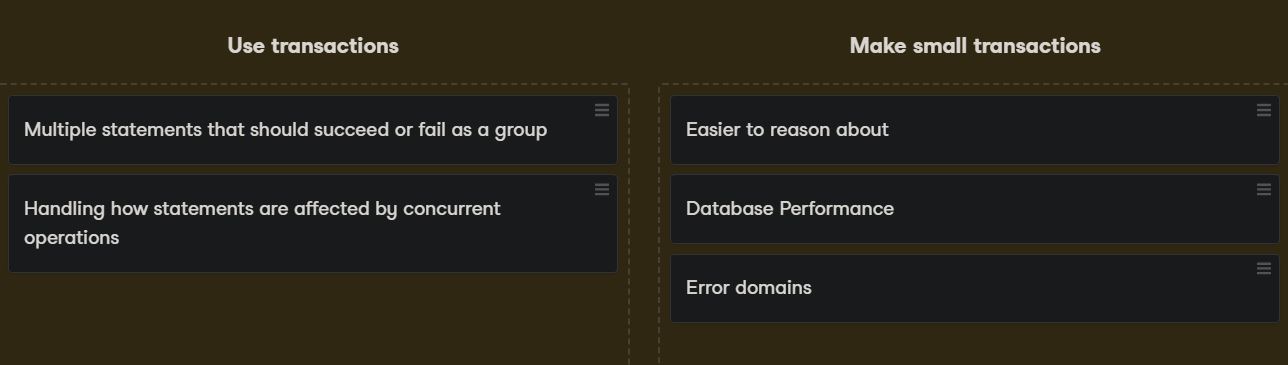 Use transactions
Multiple statements that should succeed or fail as a group
Handling how statements are affected by concurrent
operations
Make small transactions
Easier to reason about
Database Performance
Error domains